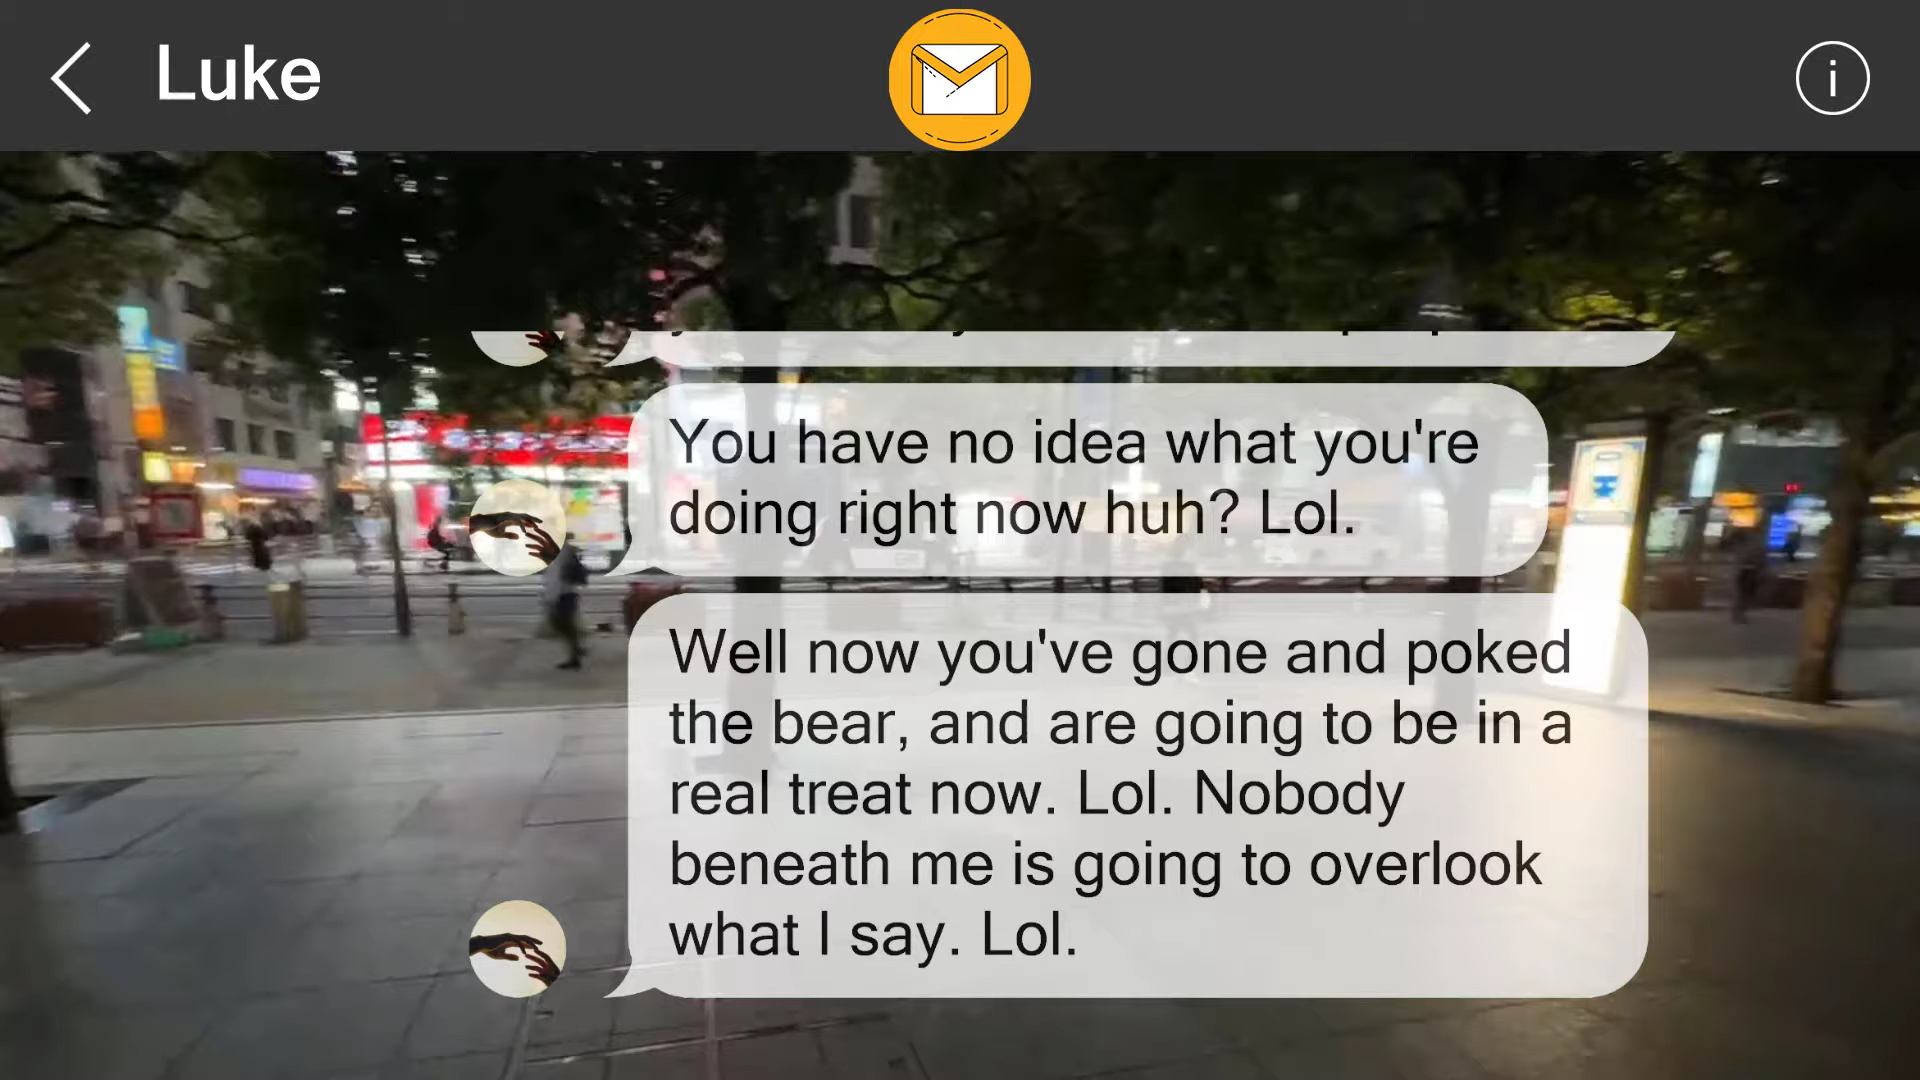 Luke
You have no idea what you're
doing right now huh? Lol.
Well now you've gone and poked
the bear, and are going to be in a
real treat now. Lol. Nobody
beneath me is going to overlook
what I say. Lol.